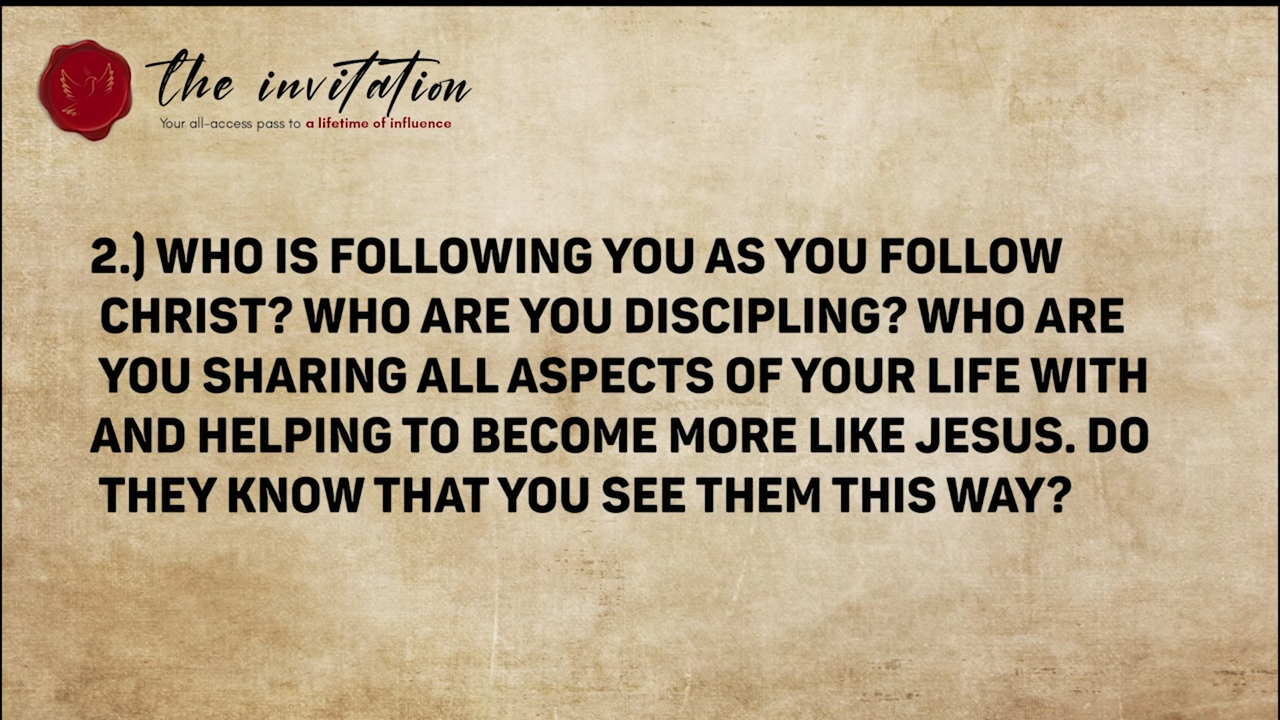 the invitation
Your all-access pass to a lifetime of influence
2.) WHO IS FOLLOWING YOU AS YOU FOLLOW
CHRIST? WHO ARE YOU DISCIPLING? WHO ARE
YOU SHARING ALL ASPECTS OF YOUR LIFE WITH
AND HELPING TO BECOME MORE LIKE JESUS. DO
THEY KNOW THAT YOU SEE THEM THIS WAY?